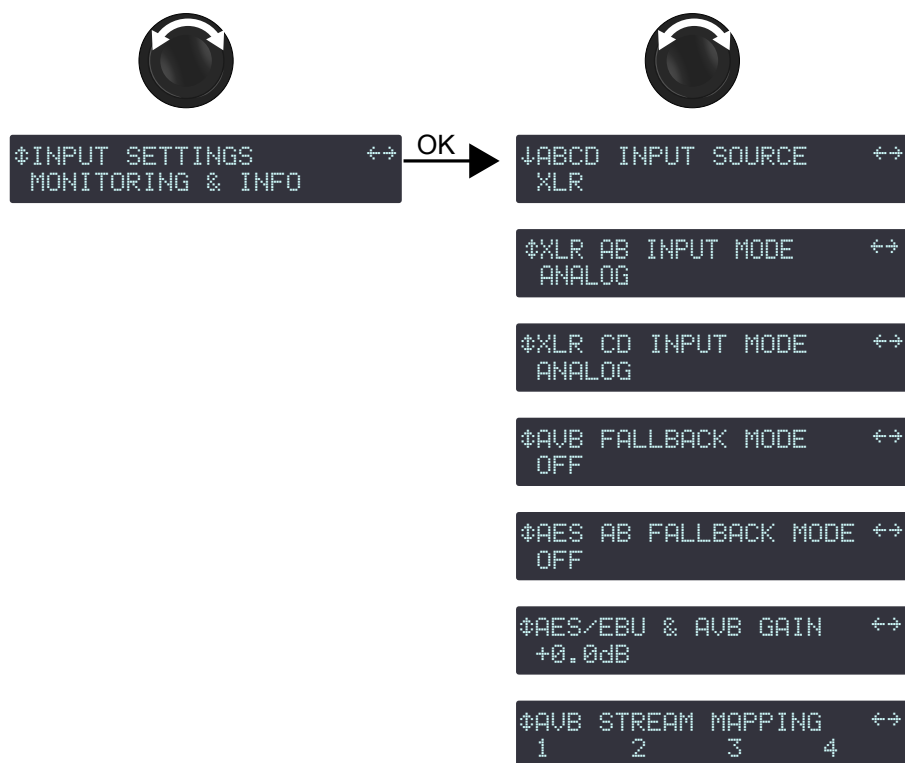 ↕INPUT SETTINGS ↔
MONITORING & INFO
OK
↓ABCD INPUT SOURCE ↔
XLR
↕XLR AB INPUT MODE ↔
ANALOG
↕XLR CD INPUT MODE ↔
ANALOG
↕AVB FALLBACK MODE ↔
OFF
↕AES AB FALLBACK MODE ↔
OFF
↕AES/EBU & AVB GAIN ↔
+0.0dB
↕AVB STREAM MAPPING ↔
1 2 3 4